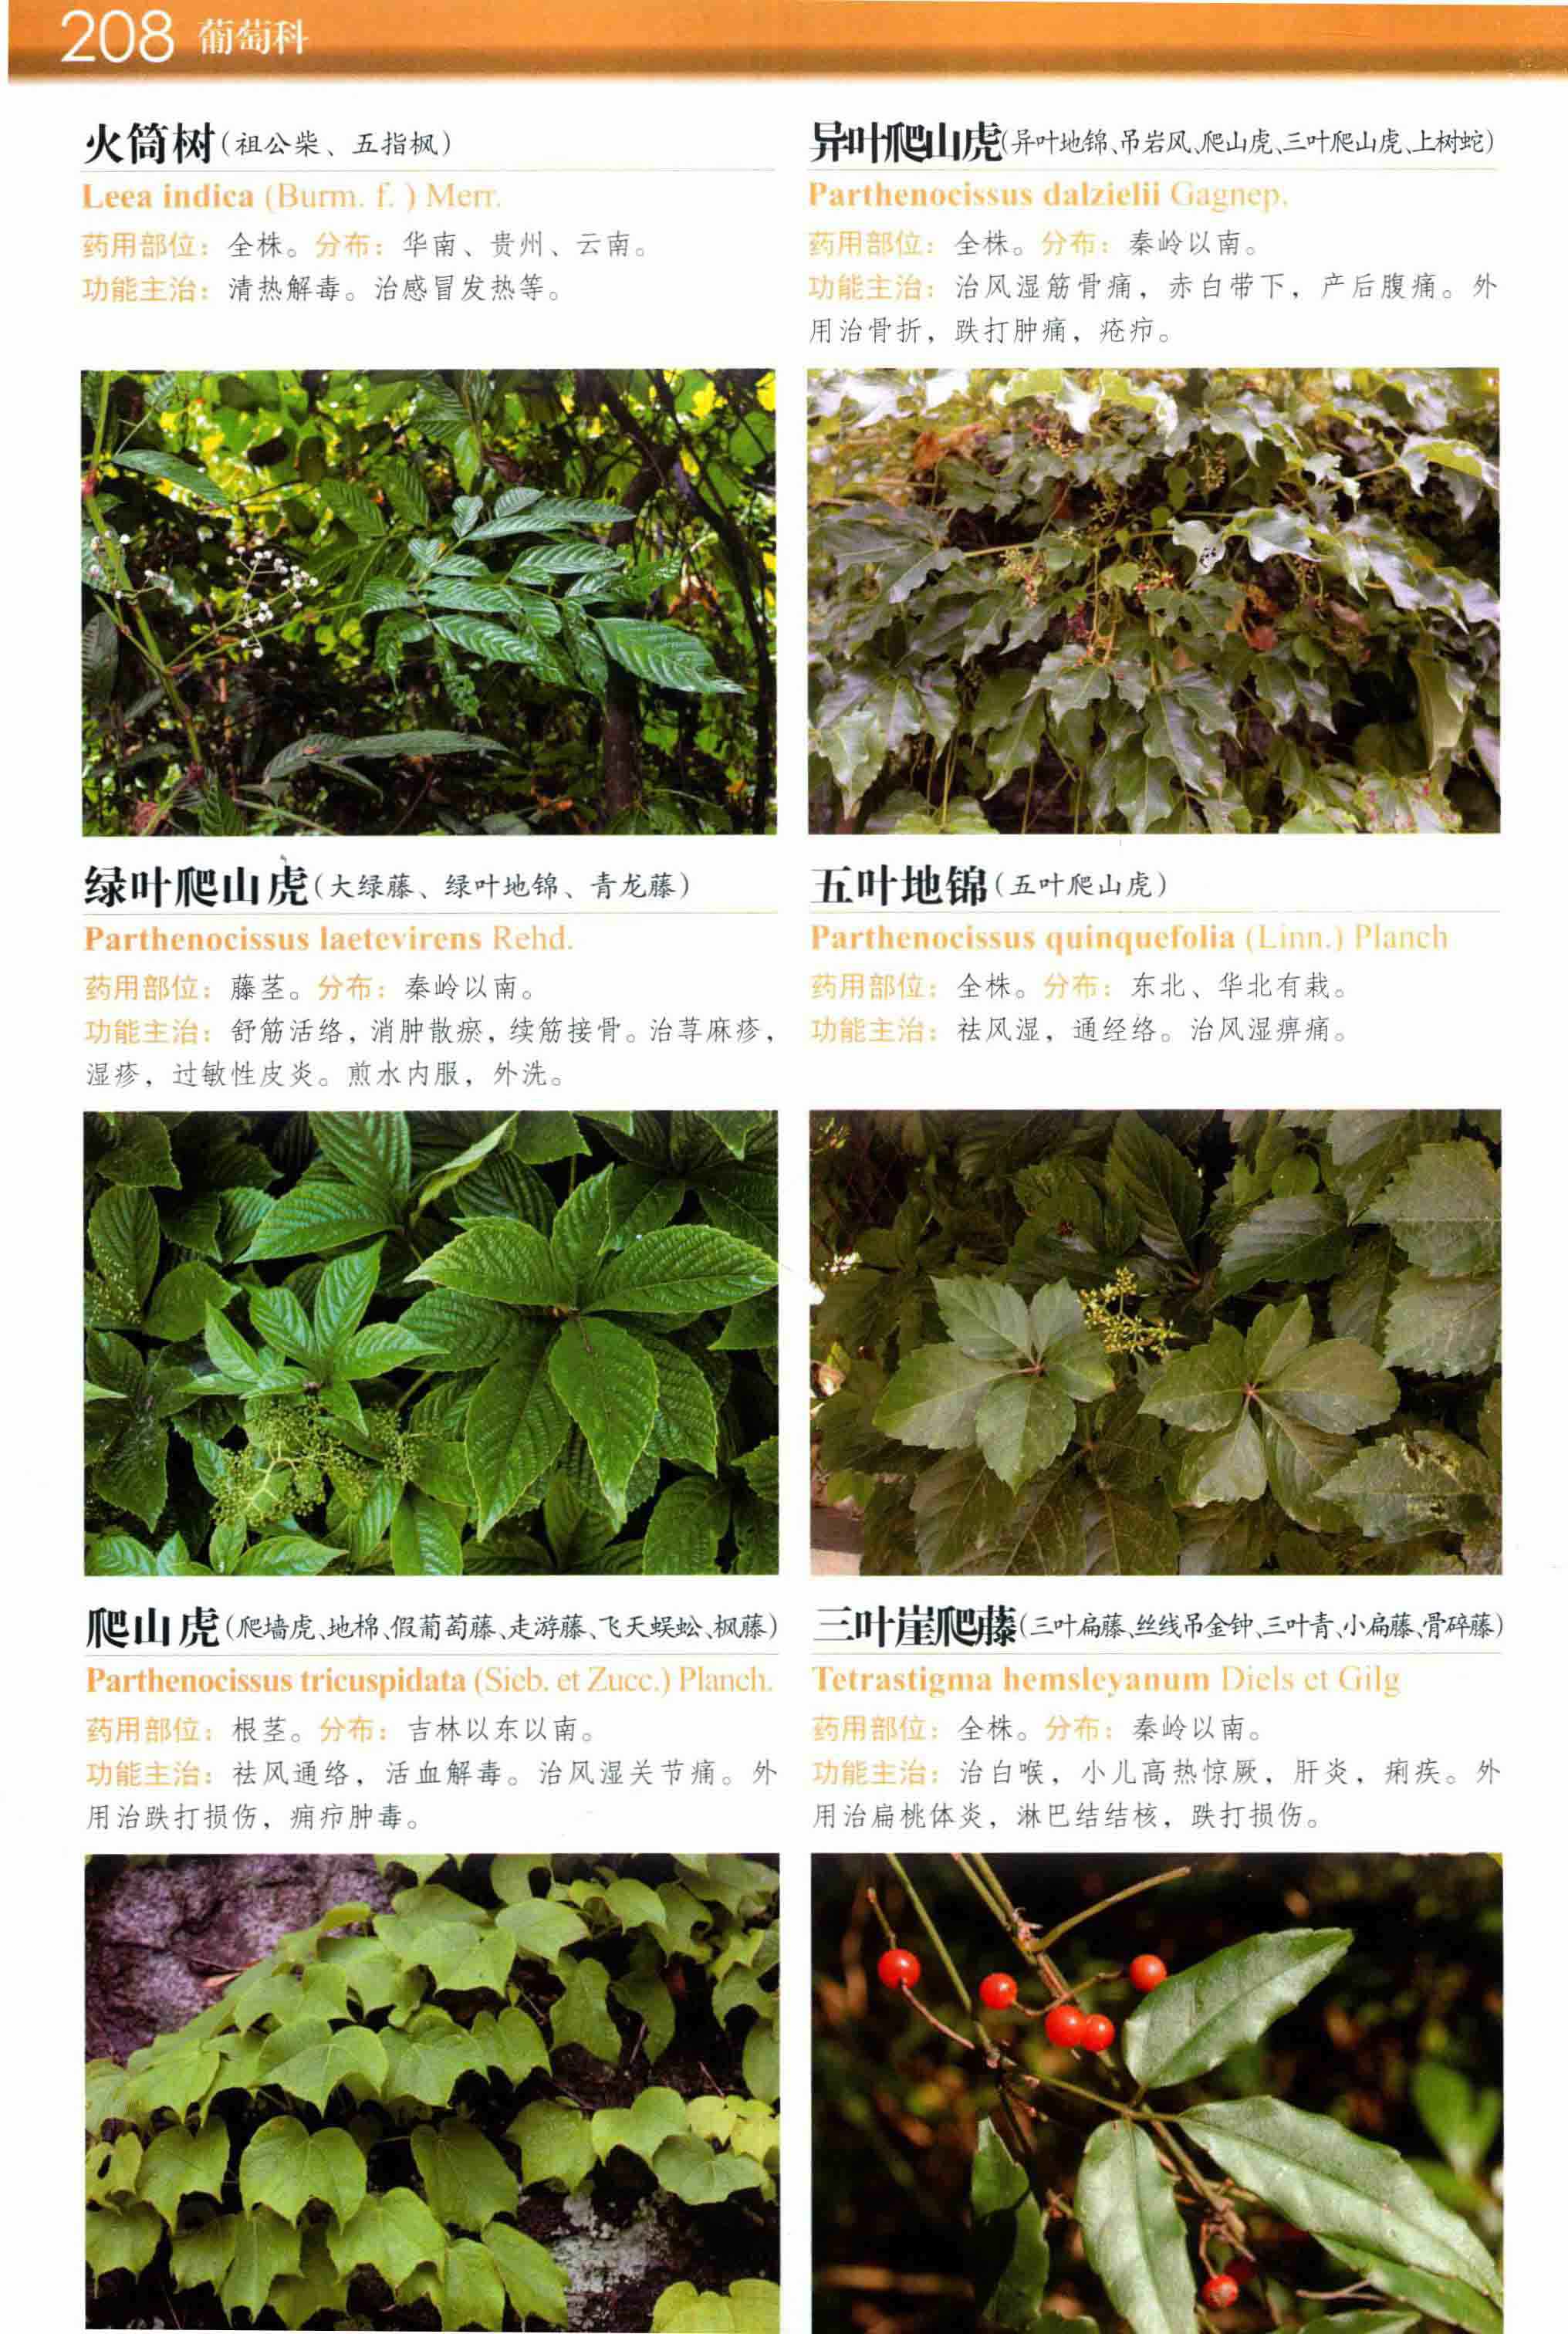 208 葡萄科
火筒树(祖公柴、五指枫)
Leea indica (Burm. f. ) Merr.
药用部位：全株。分布：华南、贵州、云南。
功能主治：清热解毒。治感冒发热等。
异叶爬山虎(异叶地锦、吊岩风、爬山虎、三叶爬山虎、上树蛇)
Parthenocissus dalzielii Gagnep.
药用部位：全株。分布：秦岭以南。
功能主治：治风湿筋骨痛，赤白带下，产后腹痛。外
用治骨折，跌打肿痛，疮疖。
绿叶爬山虎(大绿藤、绿叶地锦、青龙藤)
Parthenocissus laetevirens Rehd.
药用部位：藤茎。分布：秦岭以南。
功能主治：舒筋活络，消肿散瘀，续筋接骨。治荨麻疹，
湿疹，过敏性皮炎。煎水内服，外洗。
五叶地锦(五叶爬山虎)
Parthenocissus quinquefolia (Linn.) Planch
药用部位：全株。分布：东北、华北有栽。
功能主治：祛风湿，通经络。治风湿痹痛。
爬山虎(爬墙虎、地棉、假葡萄藤、走游藤、飞天蜈蚣、枫藤)
Parthenocissus tricuspidata (Sieb. et Zucc.) Planch.
药用部位：根茎。分布：吉林以东以南。
功能主治：祛风通络，活血解毒。治风湿关节痛。外
用治跌打损伤，痈疖肿毒。
三叶崖爬藤(三叶扁藤、丝线吊金钟、三叶青、小扁藤、骨碎藤)
Tetrastigma hemsleyanum Diels et Gilg
药用部位：全株。分布：秦岭以南。
功能主治：治白喉，小儿高热惊厥，肝炎，痢疾。外
用治扁桃体炎，淋巴结结核，跌打损伤。